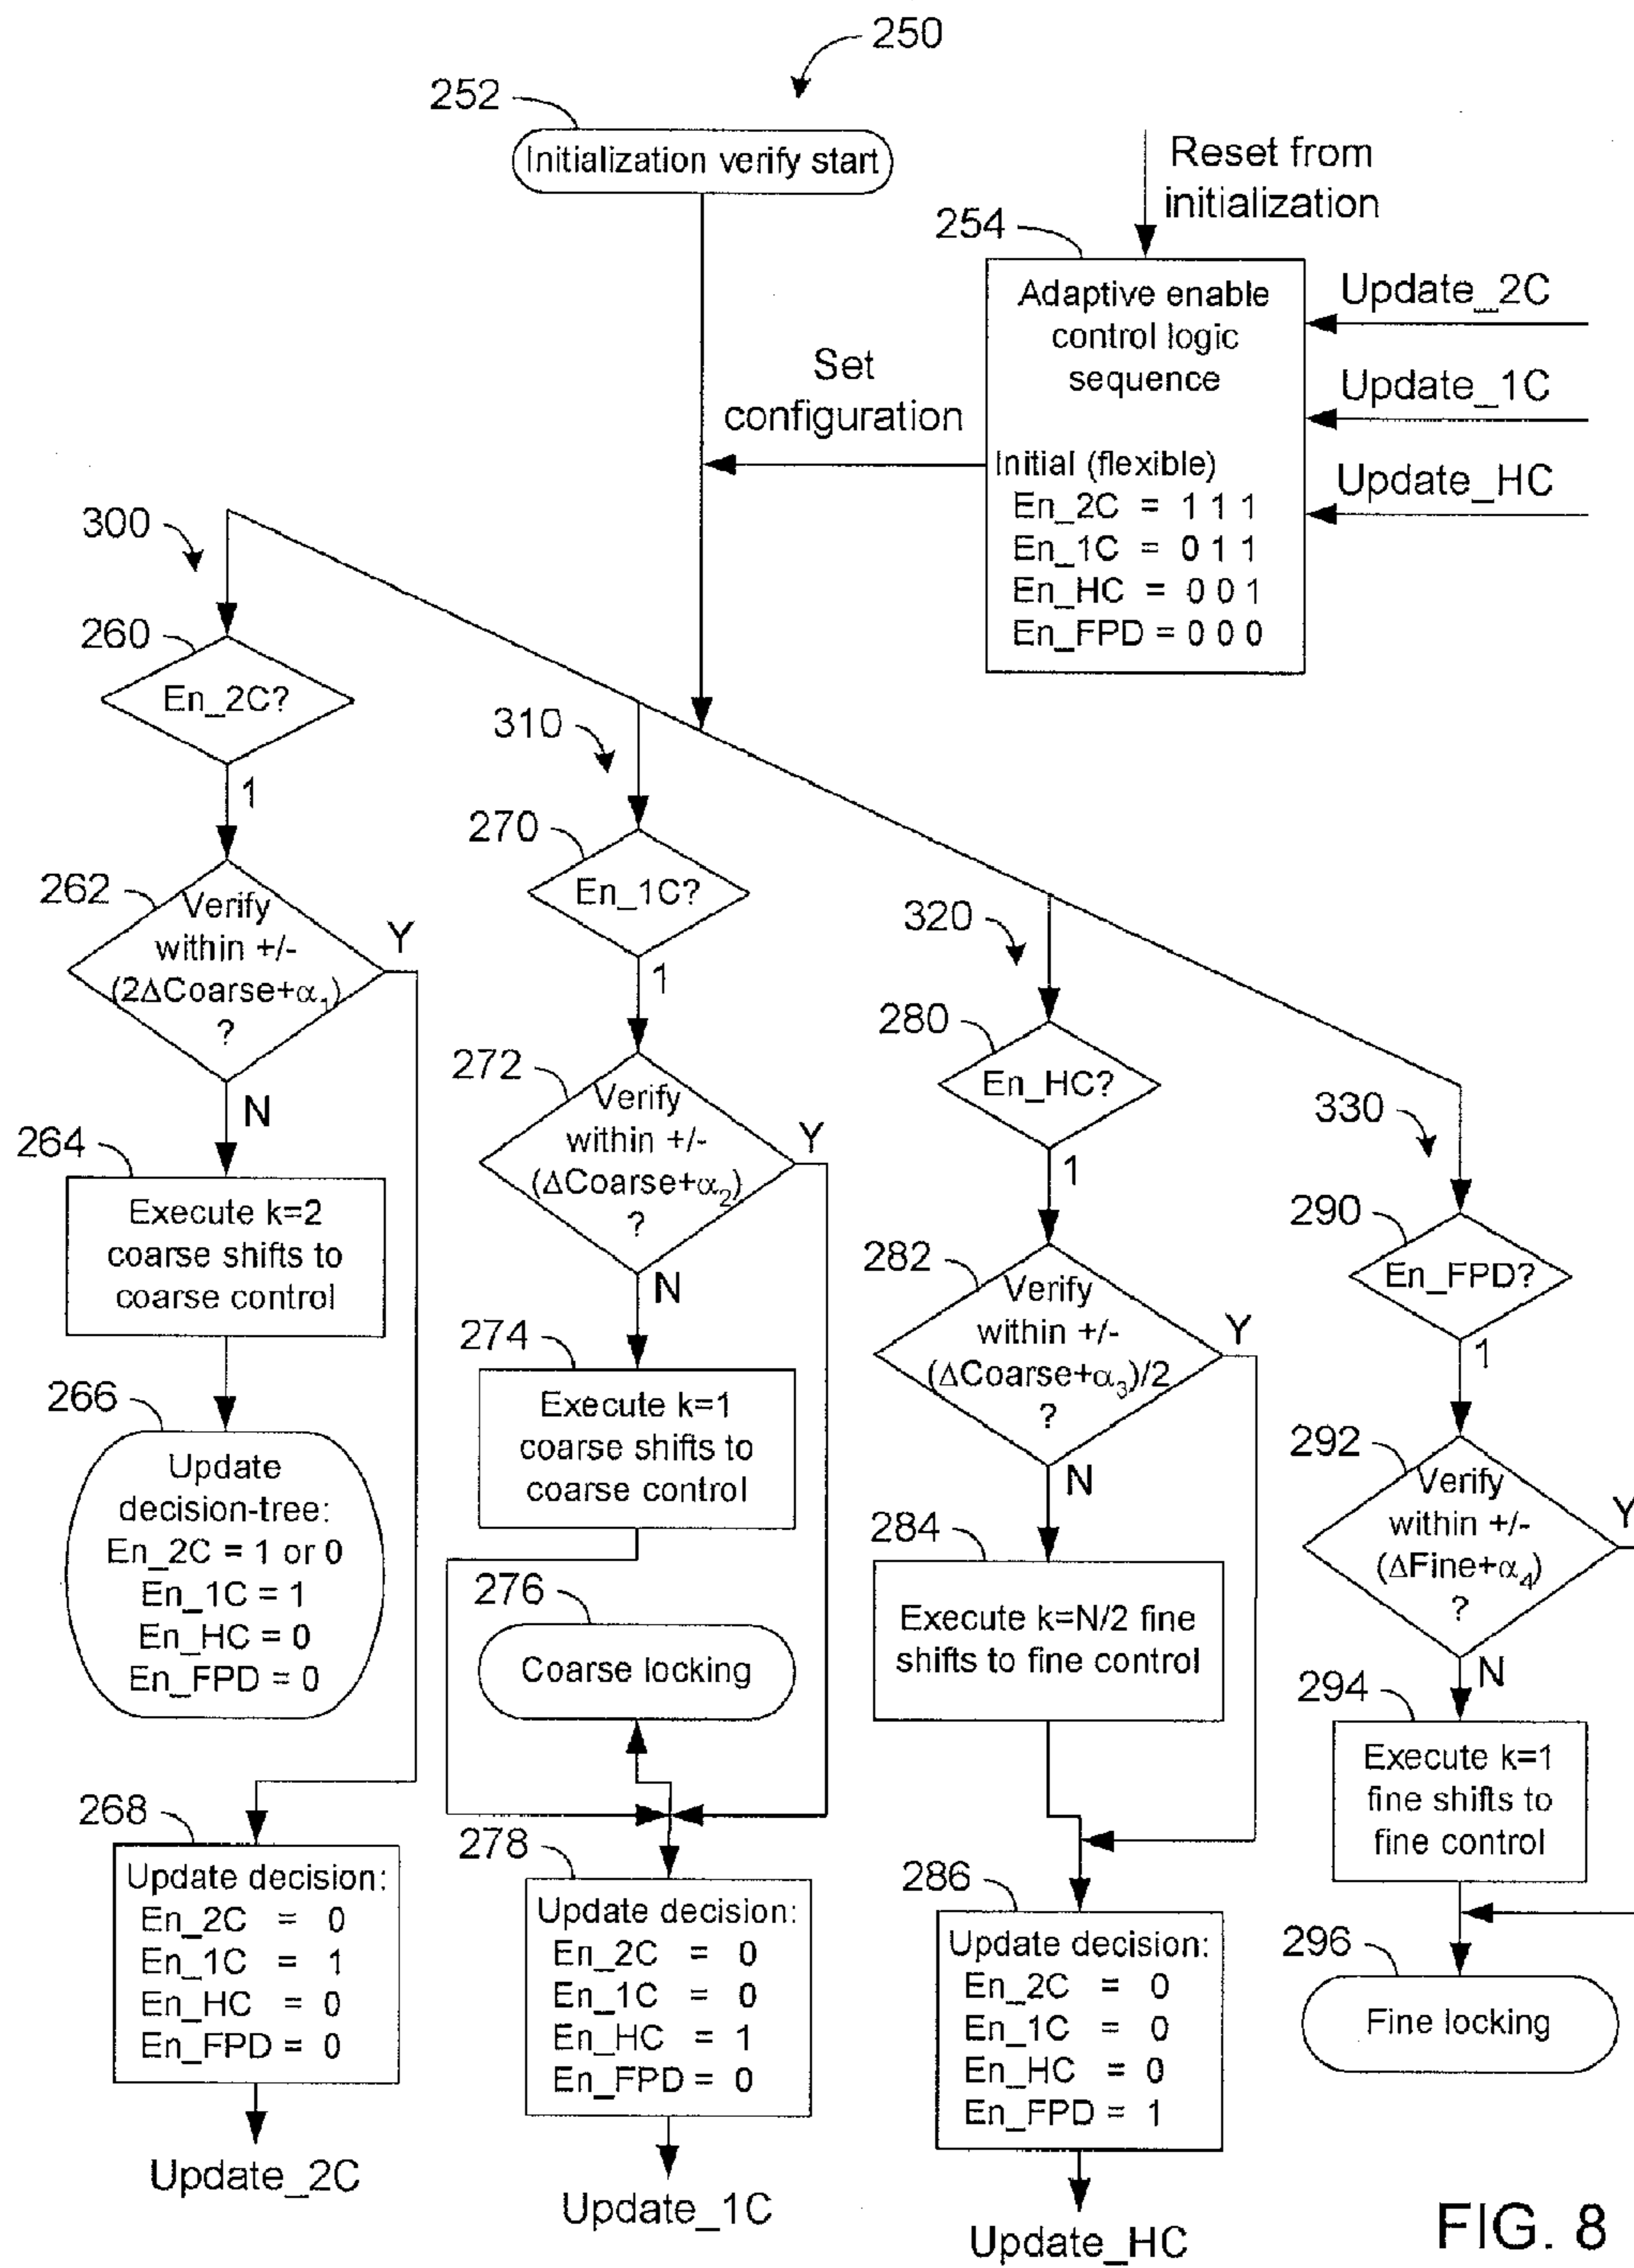 250
252
Initialization verify start
Reset from
initialization
254
Adaptive enable
control logic
sequence
Initial (flexible)
En_2C = 1 1 1
En_1C = 0 1 1
En_HC = 0 0 1
En_FPD = 0 0 0
Update_2C
Update_1C
Update_HC
Set
configuration
300
260
En_2C?
1
262
Verify
within +/-
(2ΔCoarse+α₁)
?
Y
N
264
Execute k=2
coarse shifts to
coarse control
266
Update
decision-tree:
En_2C = 1 or 0
En_1C = 1
En_HC = 0
En_FPD = 0
268
Update decision:
En_2C = 0
En_1C = 1
En_HC = 0
En_FPD = 0
Update_2C
310
270
En_1C?
1
272
Verify
within +/-
(ΔCoarse+α₂)
?
Y
N
274
Execute k=1
coarse shifts to
coarse control
276
Coarse locking
278
Update decision:
En_2C = 0
En_1C = 0
En_HC = 1
En_FPD = 0
Update_1C
320
280
En_HC?
1
282
Verify
within +/-
(ΔCoarse+α₃)/2
?
Y
N
284
Execute k=N/2 fine
shifts to fine control
286
Update decision:
En_2C = 0
En_1C = 0
En_HC = 0
En_FPD = 1
Update_HC
330
290
En_FPD?
1
292
Verify
within +/-
(ΔFine+α₄)
?
Y
N
294
Execute k=1
fine shifts to
fine control
296
Fine locking
FIG. 8